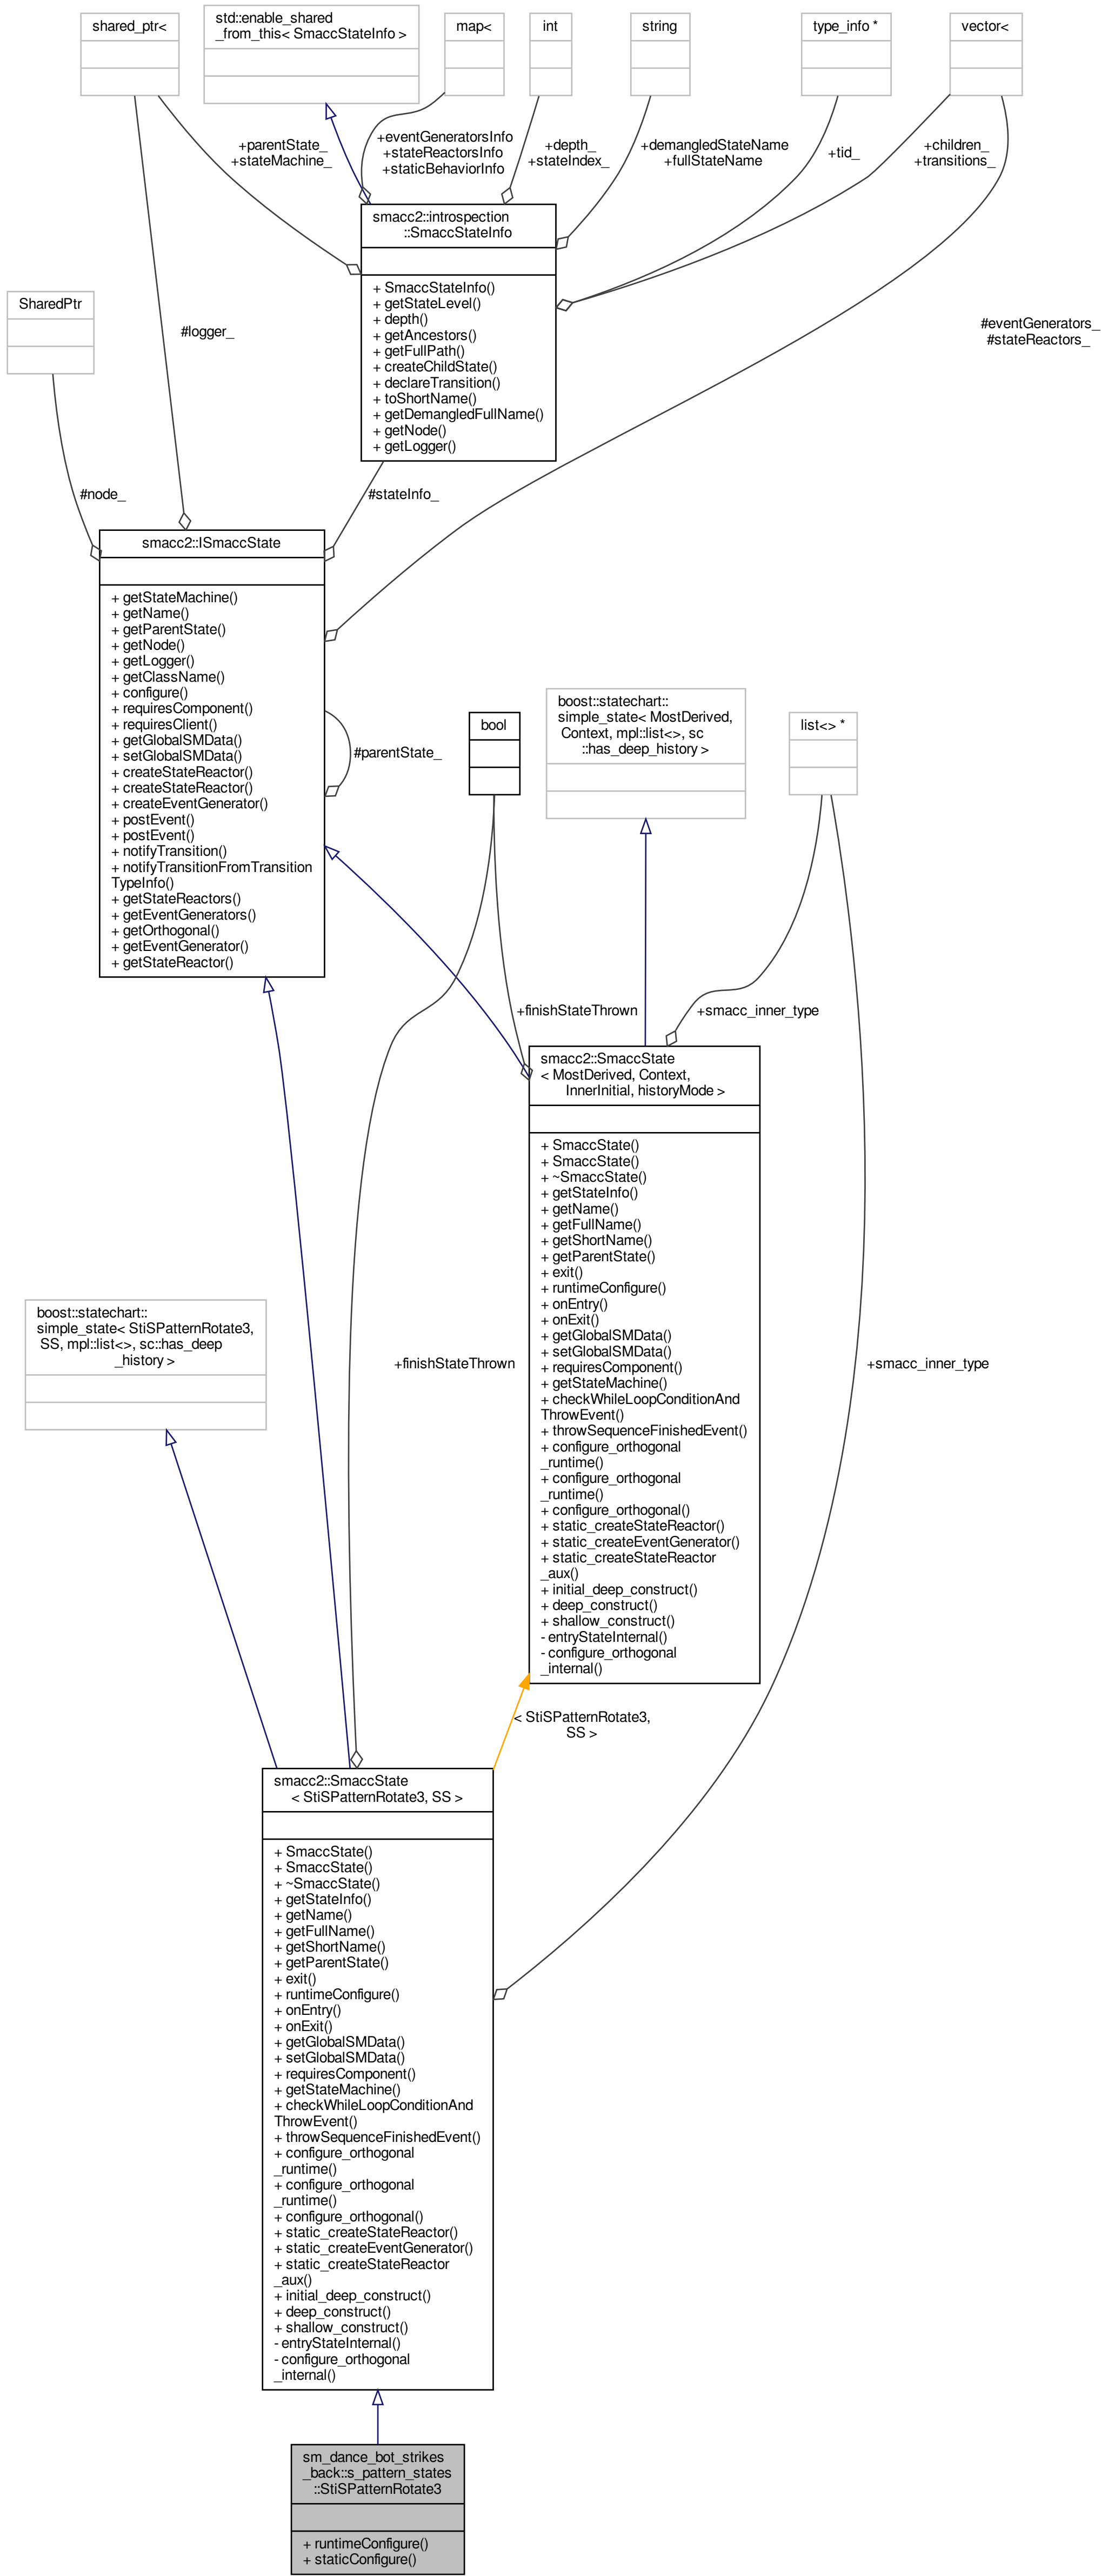 shared_ptr<
std::enable_shared
_from_this< SmaccStateInfo >
map<
int
string
type_info *
vector<
+parentState_
+stateMachine_
+eventGeneratorsInfo
+stateReactorsInfo
+staticBehaviorInfo
+depth_
+stateIndex_
+demangledStateName
+fullStateName
+tid_
+children_
+transitions_
smacc2::introspection
::SmaccStateInfo
+ SmaccStateInfo()
+ getStateLevel()
+ depth()
+ getAncestors()
+ getFullPath()
+ createChildState()
+ declareTransition()
+ toShortName()
+ getDemangledFullName()
+ getNode()
+ getLogger()
SharedPtr
#logger_
#eventGenerators_
#stateReactors_
#node_
#stateInfo_
smacc2::ISmaccState
+ getStateMachine()
+ getName()
+ getParentState()
+ getNode()
+ getLogger()
+ getClassName()
+ configure()
+ requiresComponent()
+ requiresClient()
+ getGlobalSMData()
+ setGlobalSMData()
+ createStateReactor()
+ createStateReactor()
+ createEventGenerator()
+ postEvent()
+ postEvent()
+ notifyTransition()
+ notifyTransitionFromTransition
TypeInfo()
+ getStateReactors()
+ getEventGenerators()
+ getOrthogonal()
+ getEventGenerator()
+ getStateReactor()
#parentState_
bool
boost::statechart::
simple_state< MostDerived,
Context, mpl::list<>, sc
::has_deep_history >
list<> *
+finishStateThrown
+smacc_inner_type
smacc2::SmaccState
< MostDerived, Context,
InnerInitial, historyMode >
+ SmaccState()
+ SmaccState()
+ ~SmaccState()
+ getStateInfo()
+ getName()
+ getFullName()
+ getShortName()
+ getParentState()
+ exit()
+ runtimeConfigure()
+ onEntry()
+ onExit()
+ getGlobalSMData()
+ setGlobalSMData()
+ requiresComponent()
+ getStateMachine()
+ checkWhileLoopConditionAnd
ThrowEvent()
+ throwSequenceFinishedEvent()
+ configure_orthogonal
_runtime()
+ configure_orthogonal
_runtime()
+ configure_orthogonal()
+ static_createStateReactor()
+ static_createEventGenerator()
+ static_createStateReactor
_aux()
+ initial_deep_construct()
+ deep_construct()
+ shallow_construct()
- entryStateInternal()
- configure_orthogonal
_internal()
boost::statechart::
simple_state< StiSPatternRotate3,
SS, mpl::list<>, sc::has_deep
_history >
+finishStateThrown
+smacc_inner_type
< StiSPatternRotate3,
SS >
smacc2::SmaccState
< StiSPatternRotate3, SS >
+ SmaccState()
+ SmaccState()
+ ~SmaccState()
+ getStateInfo()
+ getName()
+ getFullName()
+ getShortName()
+ getParentState()
+ exit()
+ runtimeConfigure()
+ onEntry()
+ onExit()
+ getGlobalSMData()
+ setGlobalSMData()
+ requiresComponent()
+ getStateMachine()
+ checkWhileLoopConditionAnd
ThrowEvent()
+ throwSequenceFinishedEvent()
+ configure_orthogonal
_runtime()
+ configure_orthogonal
_runtime()
+ configure_orthogonal()
+ static_createStateReactor()
+ static_createEventGenerator()
+ static_createStateReactor
_aux()
+ initial_deep_construct()
+ deep_construct()
+ shallow_construct()
- entryStateInternal()
- configure_orthogonal
_internal()
sm_dance_bot_strikes
_back::s_pattern_states
::StiSPatternRotate3
+ runtimeConfigure()
+ staticConfigure()